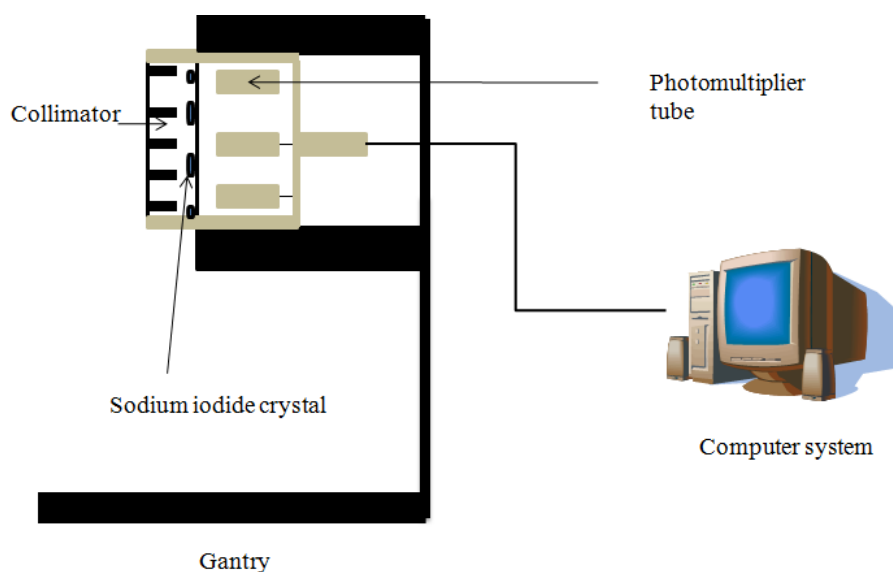 Photomultiplier
tube
Collimator
Sodium iodide crystal
Computer system
Gantry